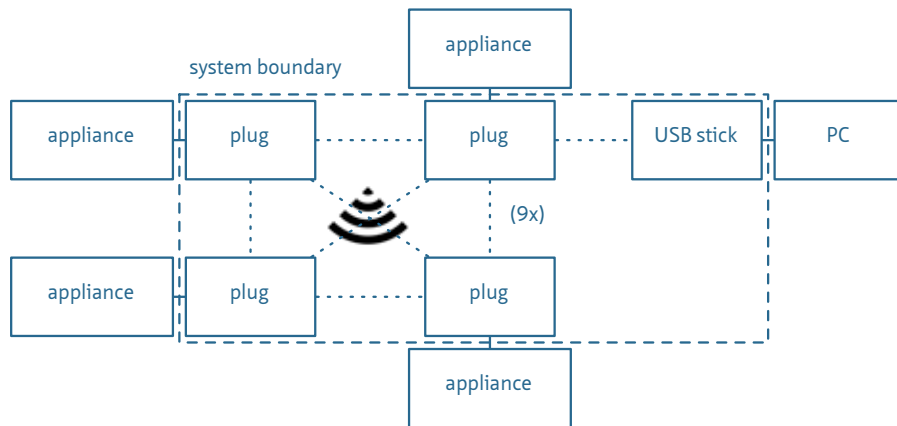 appliance
system boundary
appliance
plug
plug
USB stick
PC
(9x)
appliance
plug
plug
appliance